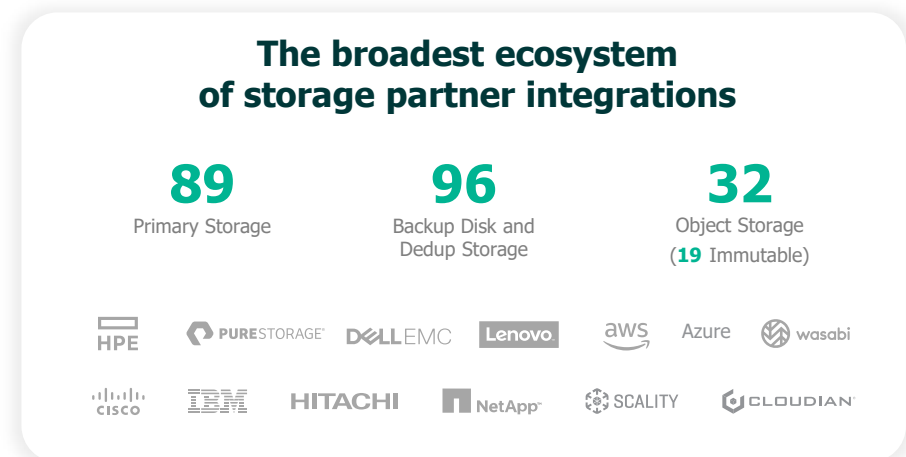 The broadest ecosystem
of storage partner integrations
89
Primary Storage
96
Backup Disk and
Dedup Storage
32
Object Storage
(19 Immutable)
HPE
PURESTORAGE®
DELLEMC
Lenovo
aws
Azure
wasabi
CISCO
IBM
HITACHI
NetApp™
SCALITY
CLOUDIAN®